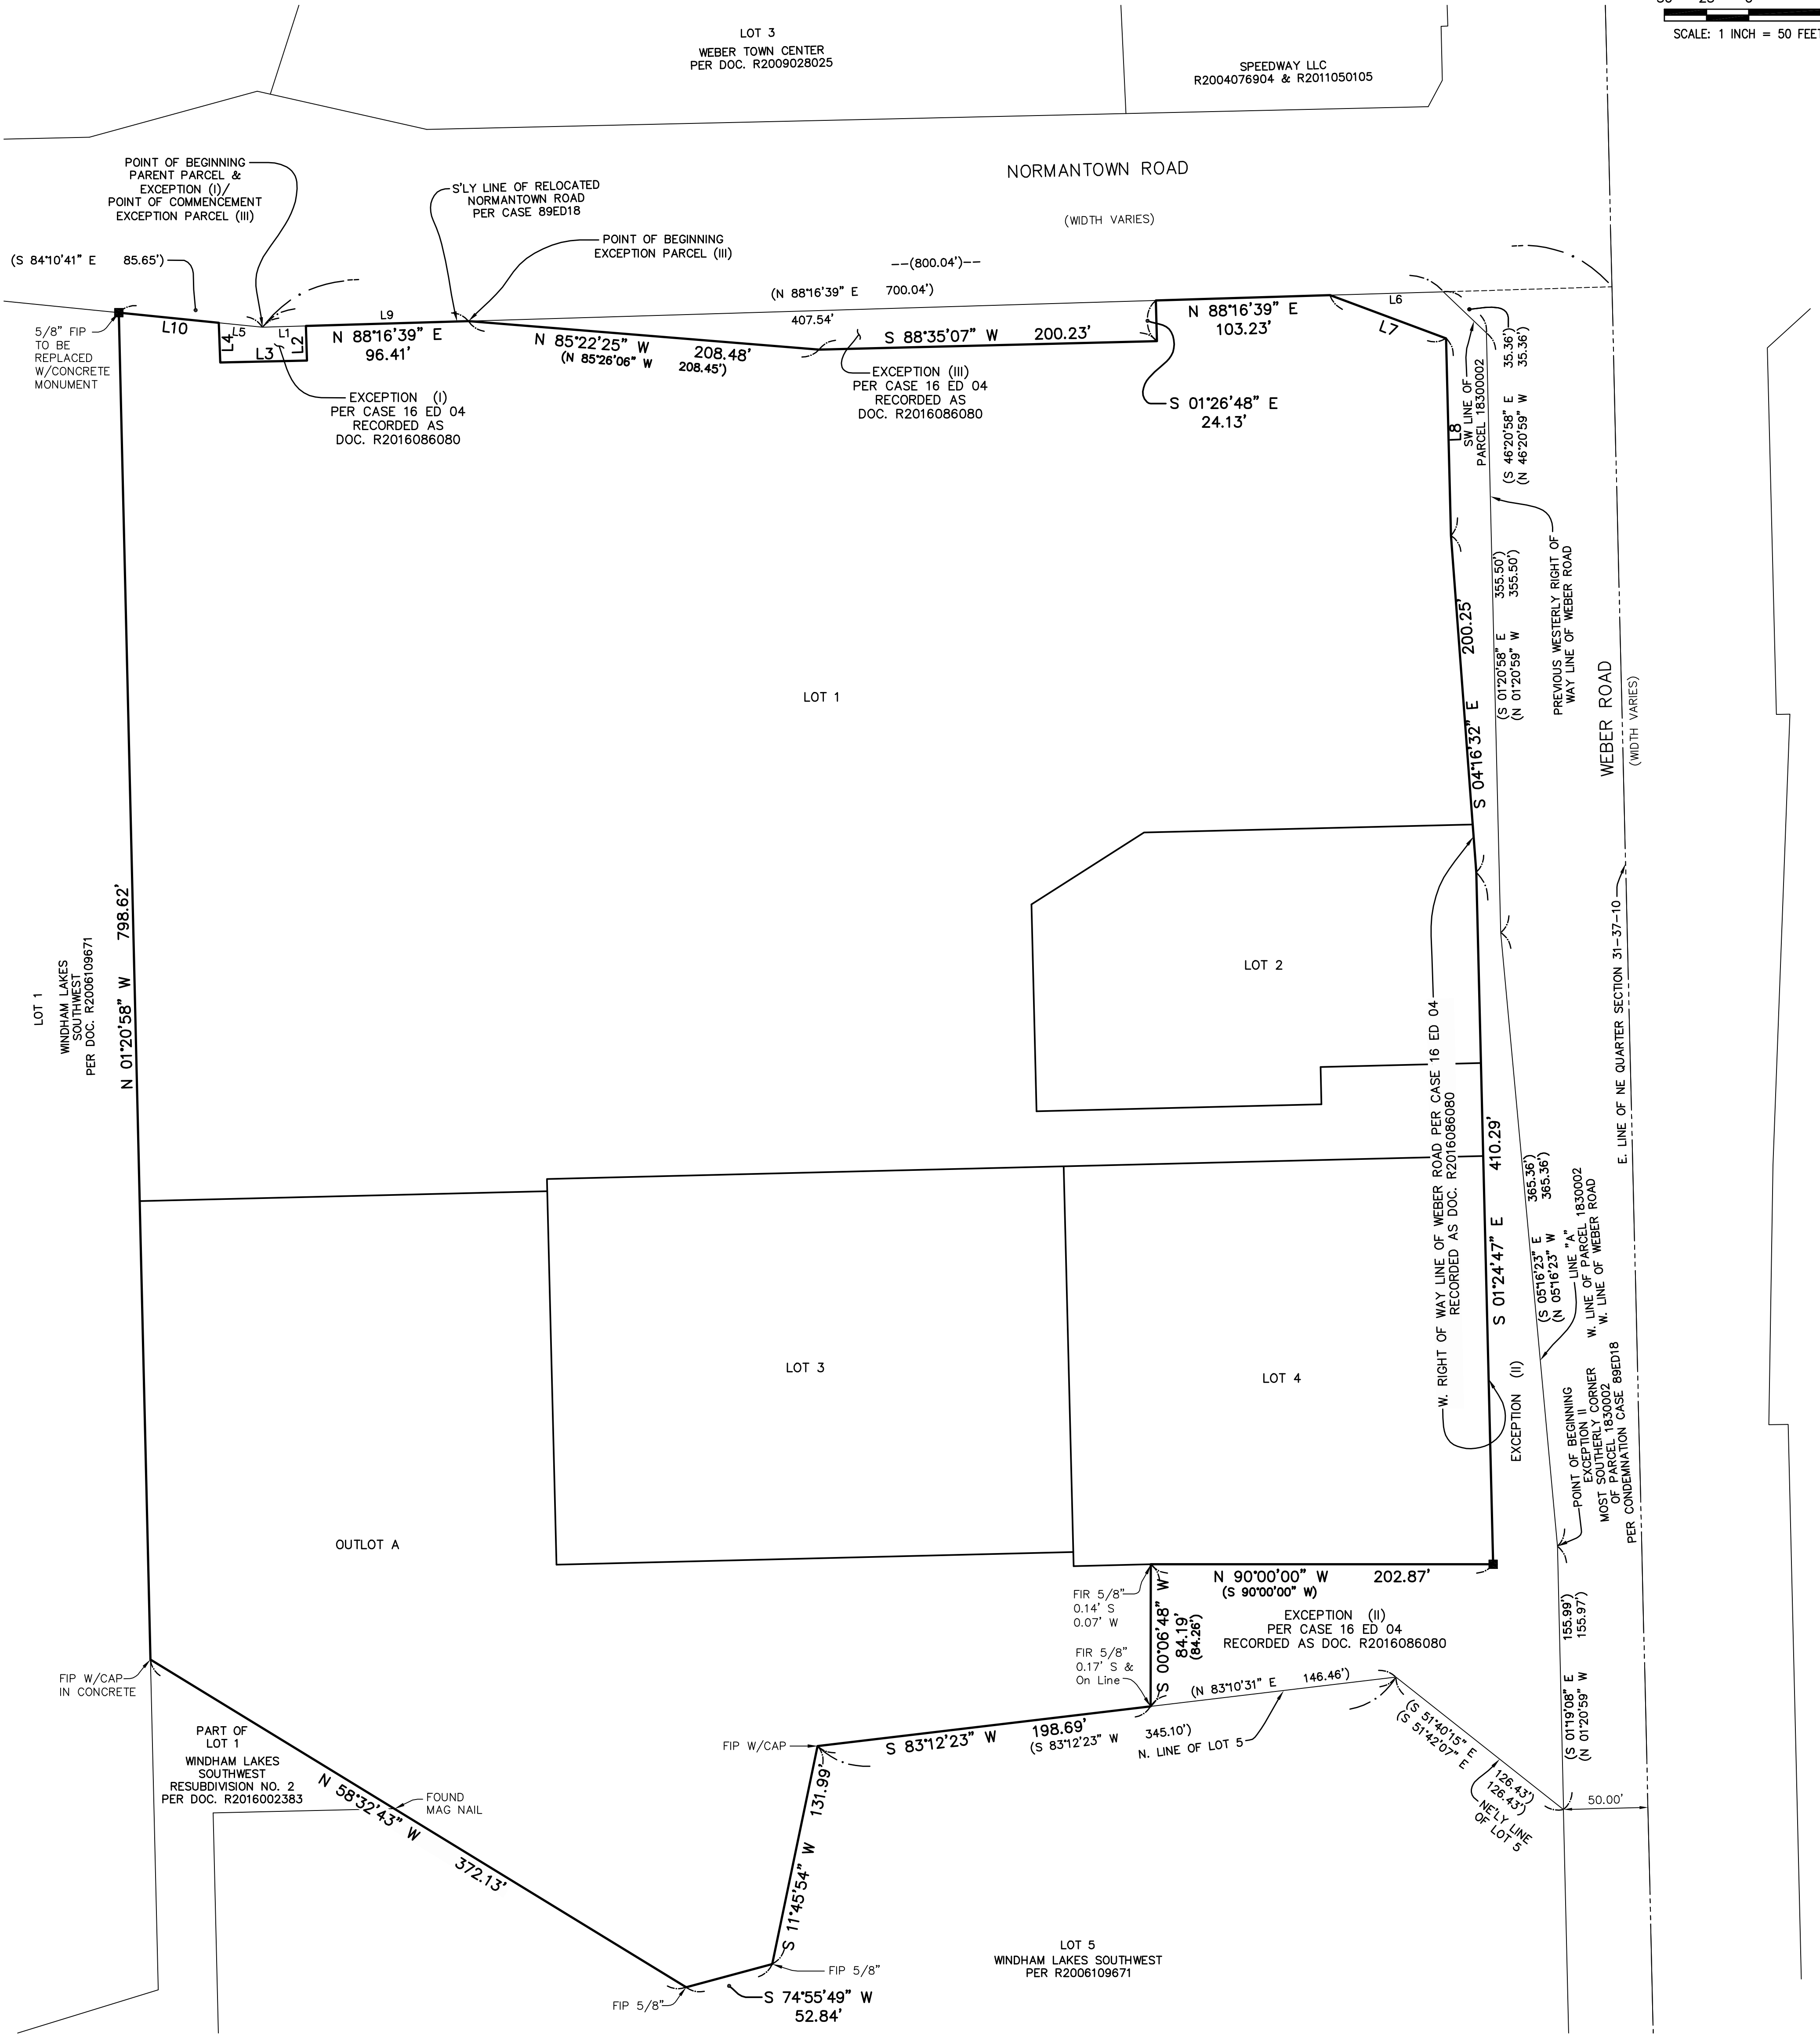 LOT 3
WEBER TOWN CENTER
PER DOC. R2009028025
SPEEDWAY LLC
R2004076904 & R2011050105
SCALE: 1 INCH = 50 FEET
NORMANTOWN ROAD
(WIDTH VARIES)
POINT OF BEGINNING
PARENT PARCEL &
EXCEPTION (I)/
POINT OF COMMENCEMENT
EXCEPTION PARCEL (III)
S'LY LINE OF RELOCATED
NORMANTOWN ROAD
PER CASE 89ED18
POINT OF BEGINNING
EXCEPTION PARCEL (III)
(S 84°10'41" E 85.65')
--(800.04')--
(N 88°16'39" E 700.04')
407.54'
5/8" FIP
TO BE
REPLACED
W/CONCRETE
MONUMENT
L10
L5
L1
L4
L3
L2
L9
N 88°16'39" E
96.41'
N 85°22'25" W 208.48'
(N 85°26'06" W 208.45')
S 88°35'07" W 200.23'
N 88°16'39" E
103.23'
L6
L7
L8
EXCEPTION (I)
PER CASE 16 ED 04
RECORDED AS
DOC. R2016086080
EXCEPTION (III)
PER CASE 16 ED 04
RECORDED AS
DOC. R2016086080
S 01°26'48" E
24.13'
SW LINE OF
PARCEL 18300002
(S 46°20'58" E 35.36')
(N 46°20'59" W 35.36')
(S 01°20'58" E 355.50')
(N 01°20'59" W 355.50')
PREVIOUS WESTERLY RIGHT OF
WAY LINE OF WEBER ROAD
WEBER ROAD
(WIDTH VARIES)
S 04°16'32" E 200.25'
LOT 1
LOT 1
WINDHAM LAKES
SOUTHWEST
PER DOC. R2006109671
N 01°20'58" W 798.62'
LOT 2
W. RIGHT OF WAY LINE OF WEBER ROAD PER CASE 16 ED 04
RECORDED AS DOC. R2016086080
S 01°24'47" E 410.29'
E. LINE OF NE QUARTER SECTION 31-37-10
(S 05°16'23" E 365.36')
(N 05°16'23" W 365.36')
LINE "A"
W. LINE OF PARCEL 1830002
W. LINE OF WEBER ROAD
LOT 3
LOT 4
EXCEPTION (II)
POINT OF BEGINNING
EXCEPTION II
MOST SOUTHERLY CORNER
OF PARCEL 1830002
PER CONDEMNATION CASE 89ED18
OUTLOT A
N 90°00'00" W 202.87'
(S 90°00'00" W)
FIR 5/8"
0.14' S
0.07' W
FIR 5/8"
0.17' S &
On Line
S 00°06'48" W
84.19'
(84.26')
EXCEPTION (II)
PER CASE 16 ED 04
RECORDED AS DOC. R2016086080
(S 01°19'08" E 155.99')
(N 01°20'59" W 155.97')
FIP W/CAP
IN CONCRETE
(N 83°10'31" E 146.46')
FIP W/CAP
S 83°12'23" W 198.69'
(S 83°12'23" W 345.10')
N. LINE OF LOT 5
(S 51°40'15" E 126.43')
(S 51°42'07" E 126.43')
NE'LY LINE
OF LOT 5
50.00'
PART OF
LOT 1
WINDHAM LAKES
SOUTHWEST
RESUBDIVISION NO. 2
PER DOC. R2016002383
N 58°32'43" W 372.13'
FOUND
MAG NAIL
S 11°45'54" W 131.99'
FIP 5/8"
FIP 5/8"
S 74°55'49" W
52.84'
LOT 5
WINDHAM LAKES SOUTHWEST
PER R2006109671